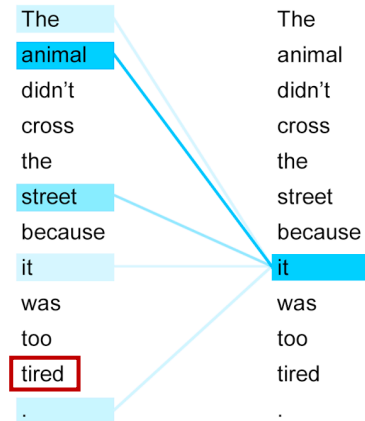 The
animal
didn't
cross
the
street
because
it
was
too
tired
.
The
animal
didn't
cross
the
street
because
it
was
too
tired
.